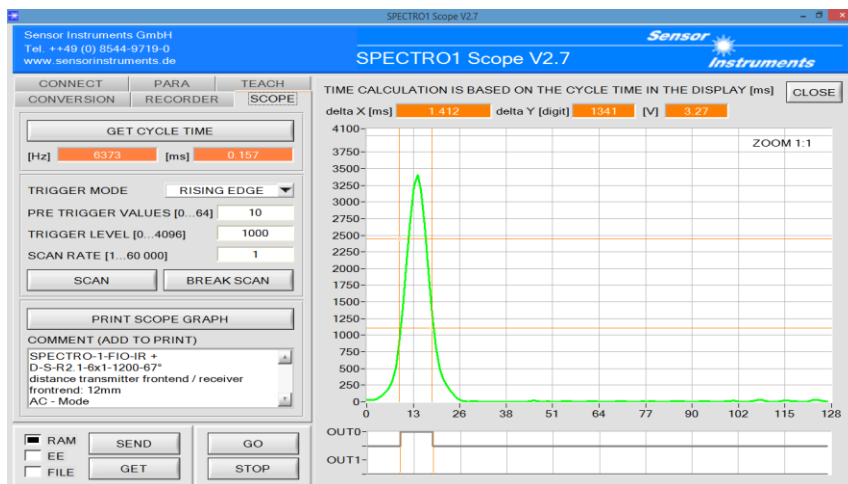 SPECTRO1 Scope V2.7
Sensor Instruments GmbH
Tel. ++49 (0) 8544-9719-0
www.sensorinstruments.de
SPECTRO1 Scope V2.7
Sensor
Instruments
CONNECT PARA TEACH
CONVERSION RECORDER SCOPE
GET CYCLE TIME
[Hz] 6373 [ms] 0.157
TRIGGER MODE RISING EDGE
PRE TRIGGER VALUES [0...64] 10
TRIGGER LEVEL [0...4096] 1000
SCAN RATE [1...60 000] 1
SCAN BREAK SCAN
PRINT SCOPE GRAPH
COMMENT (ADD TO PRINT)
SPECTRO-1-FIO-IR +
D-S-R2.1-6x1-1200-67°
distance transmitter frontend / receiver
frontrend: 12mm
AC - Mode
RAM
EE
FILE
SEND GO
GET STOP
TIME CALCULATION IS BASED ON THE CYCLE TIME IN THE DISPLAY [ms]
CLOSE
delta X [ms] 1.412 delta Y [digit] 1341 [V] 3.27
ZOOM 1:1
4100
3750
3500
3250
3000
2750
2500
2250
2000
1750
1500
1250
1000
750
500
250
0
0 13 26 38 51 64 77 90 102 115 128
OUT0
OUT1